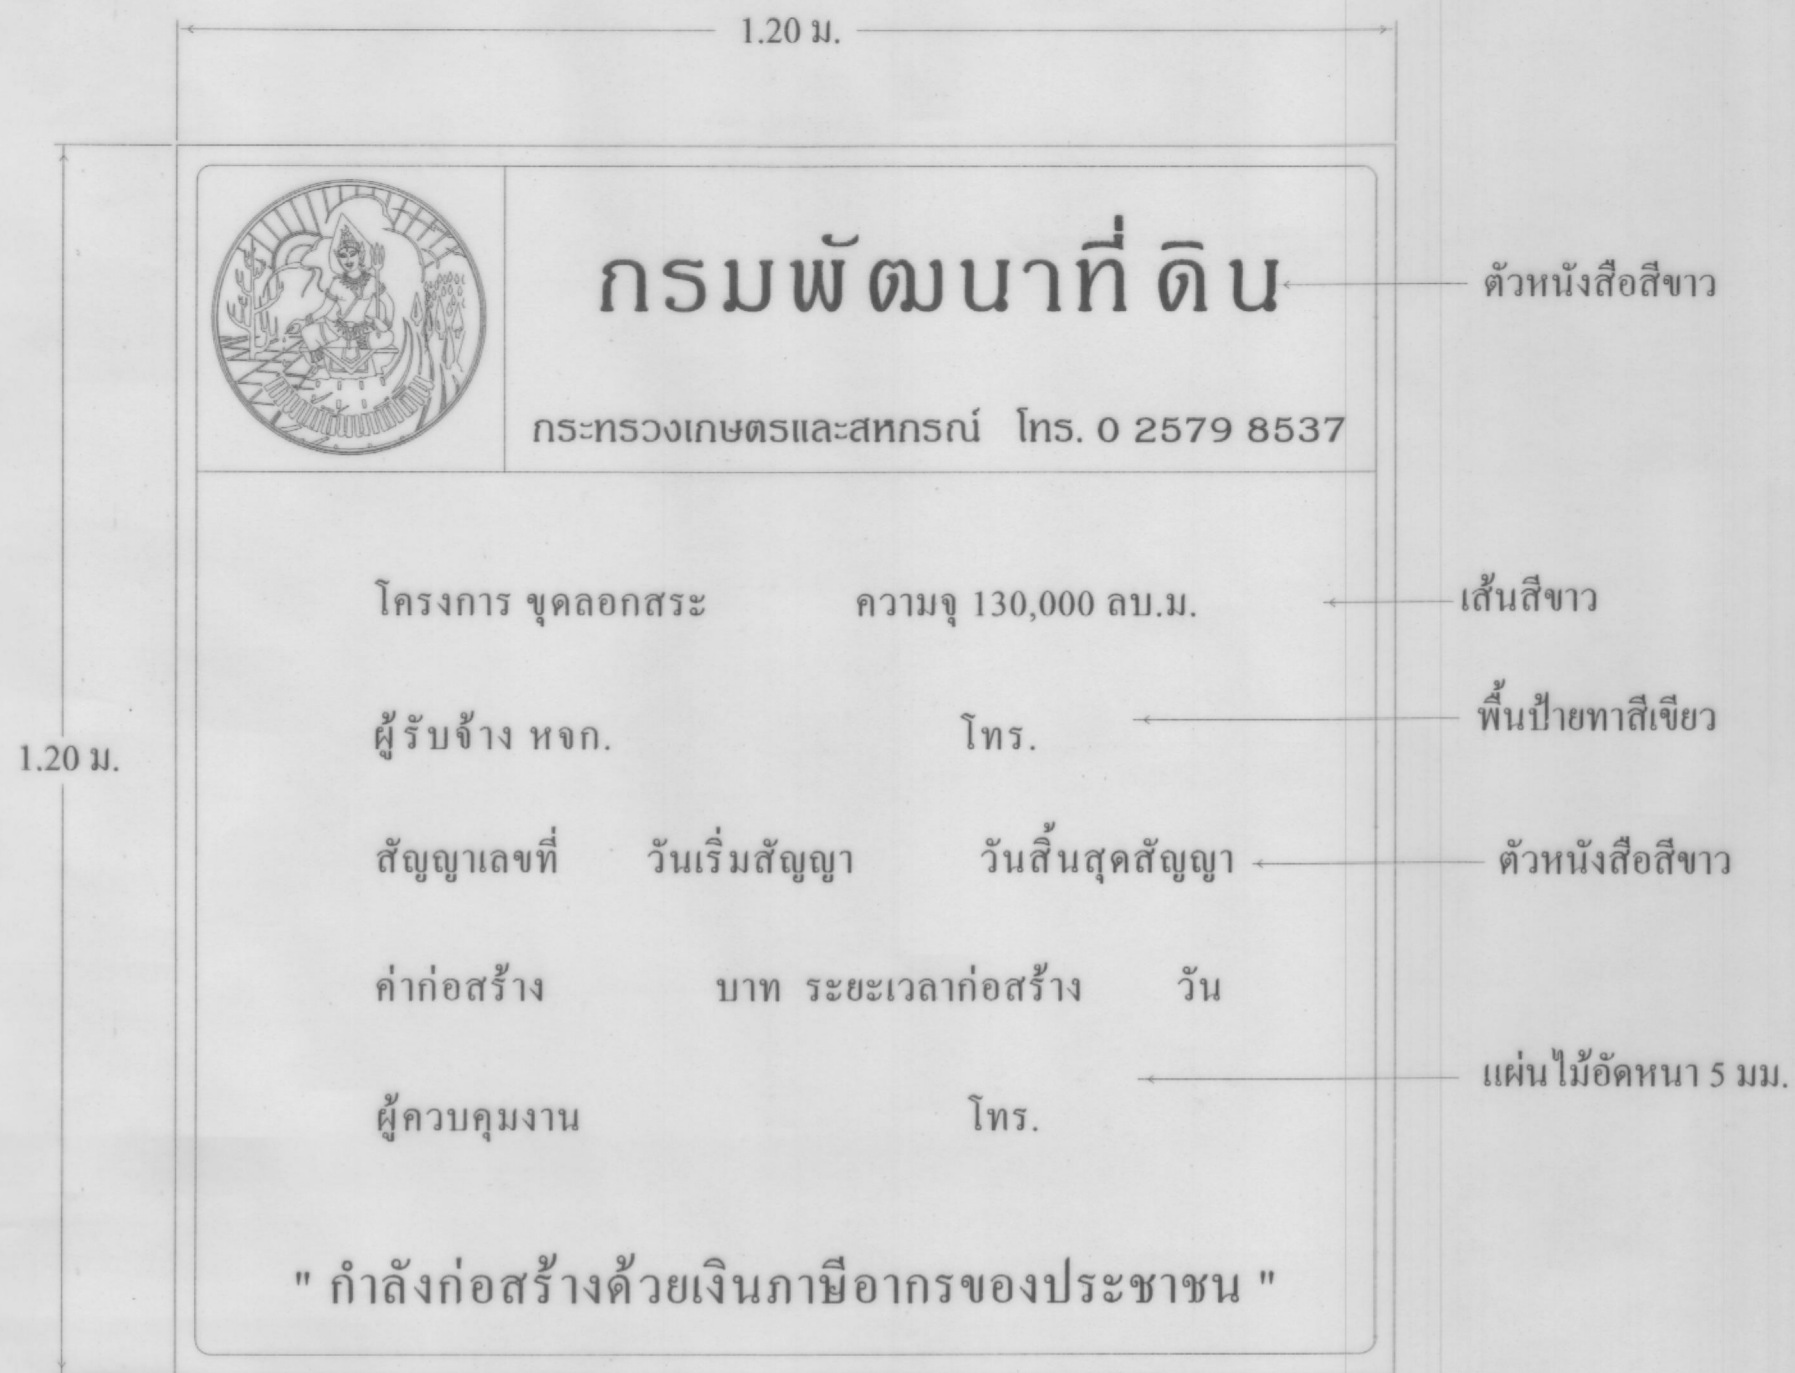 1.20 ม.
กรมพัฒนาที่ดิน
ตัวหนังสือสีขาว
กระทรวงเกษตรและสหกรณ์ โทร. 0 2579 8537
โครงการ ขุดลอกสระ ความจุ 130,000 ลบ.ม.
เส้นสีขาว
ผู้รับจ้าง หจก. โทร.
พื้นป้ายทาสีเขียว
1.20 ม.
สัญญาเลขที่ วันเริ่มสัญญา วันสิ้นสุดสัญญา
ตัวหนังสือสีขาว
ค่าก่อสร้าง บาท ระยะเวลาก่อสร้าง วัน
แผ่นไม้อัดหนา 5 มม.
ผู้ควบคุมงาน โทร.
" กำลังก่อสร้างด้วยเงินภาษีอากรของประชาชน "